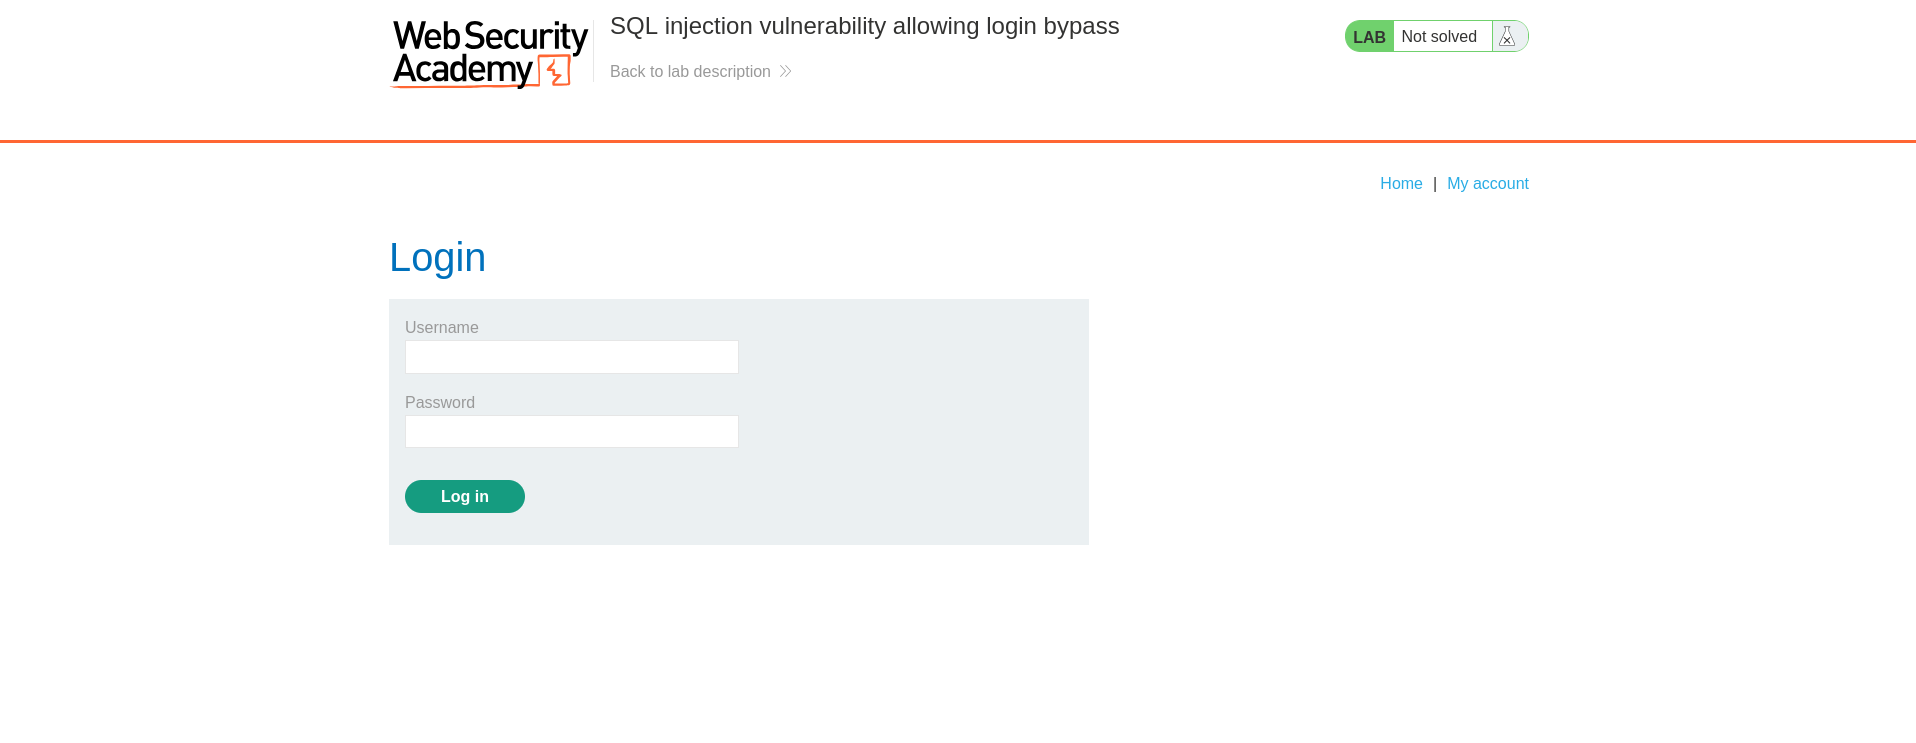 Web Security
Academy
SQL injection vulnerability allowing login bypass
Back to lab description
LAB Not solved
Home | My account
Login
Username
Password
Log in